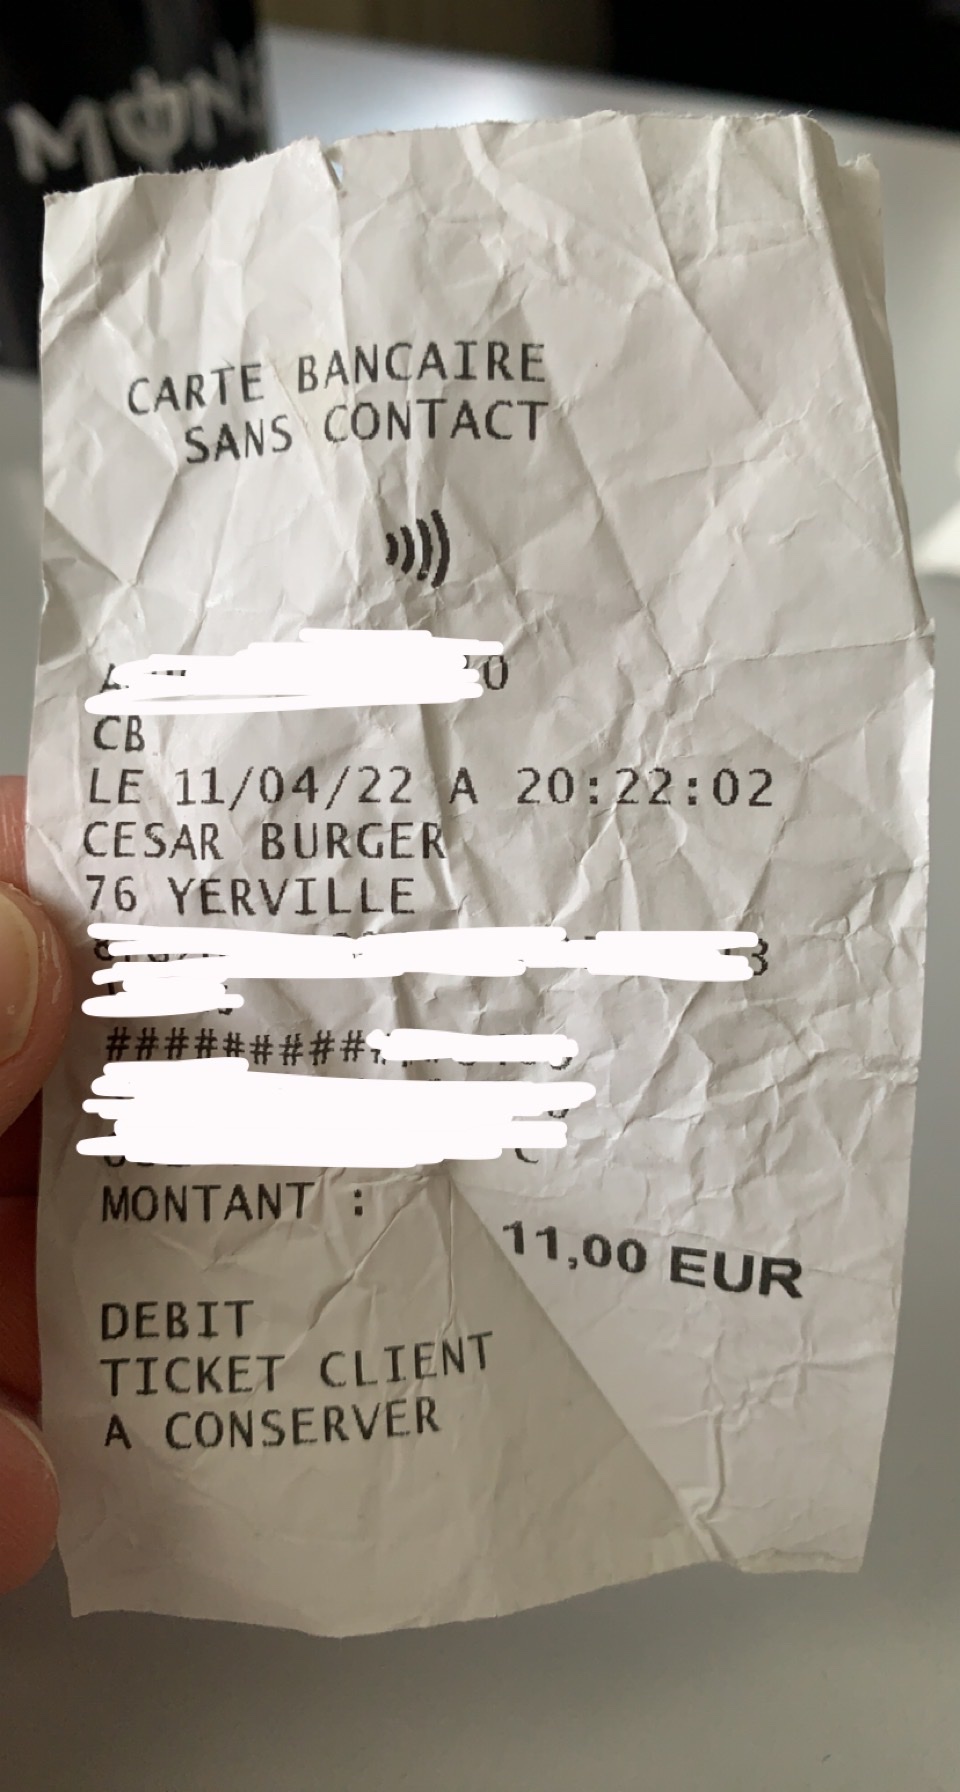 CARTE BANCAIRE
SANS CONTACT
CB
LE 11/04/22 A 20:22:02
CESAR BURGER
76 YERVILLE
MONTANT :
11,00 EUR
DEBIT
TICKET CLIENT
A CONSERVER